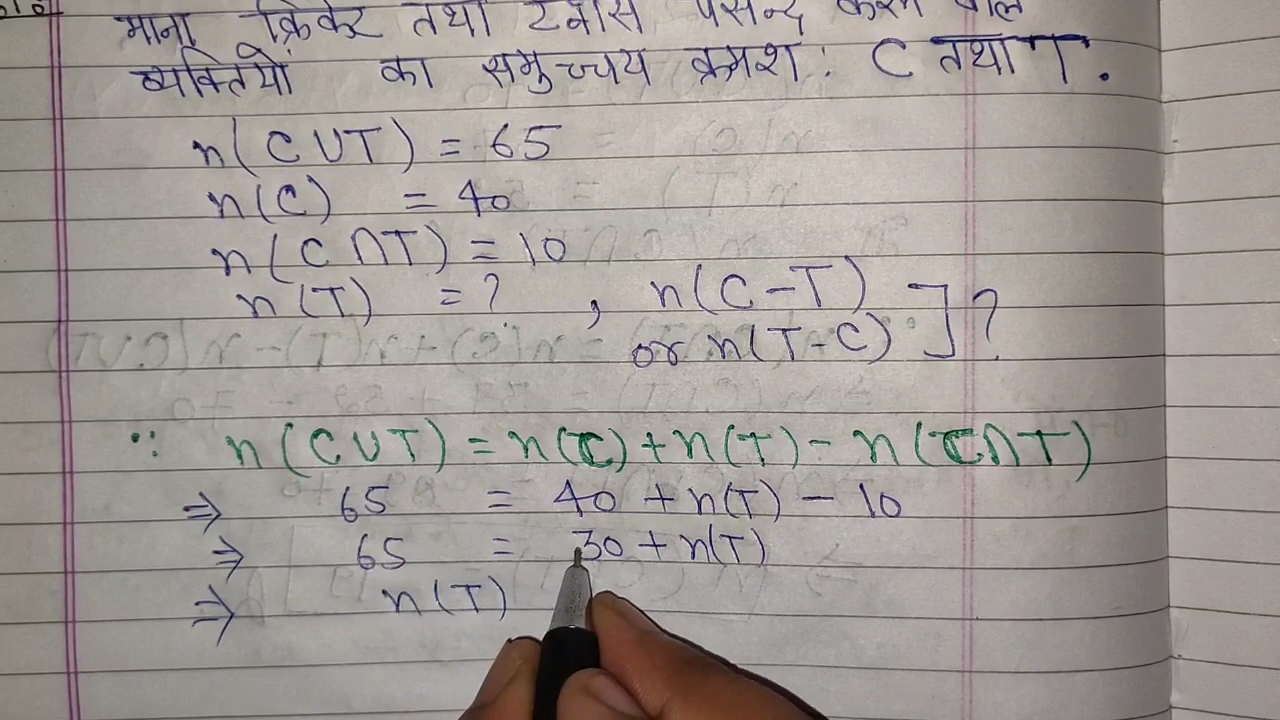 माना क्रिकेट तथा टेनिस पसन्द करने वाले
व्यक्तियों का समुच्चय क्रमशः C तथा T.
n(C∪T) = 65
n(C) = 40
n(C∩T) = 10
n(T) = ? , n(C-T)
or n(T-C) ] ?
∵ n(C∪T) = n(C) + n(T) - n(C∩T)
⇒ 65 = 40 + n(T) - 10
⇒ 65 = 30 + n(T)
⇒ n(T)